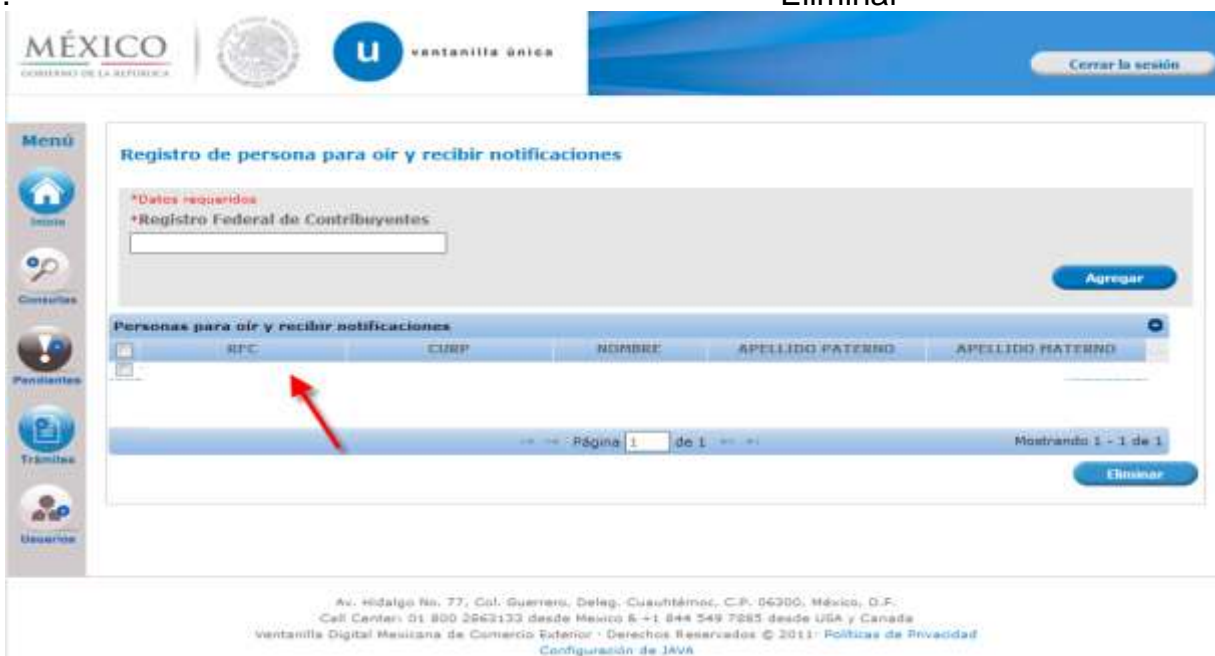 . Eliminar
MÉXICO
GOBIERNO DE LA REPÚBLICA
u ventanilla única
Cerrar la sesión
Menú
Registro de persona para oír y recibir notificaciones
*Datos requeridos
*Registro Federal de Contribuyentes
Inicio
Agregar
Consultas
Personas para oír y recibir notificaciones
RFC CURP NOMBRE APELLIDO PATERNO APELLIDO MATERNO
Pendientes
Página 1 de 1 Mostrando 1 - 1 de 1
Trámites
Eliminar
Usuarios
Av. Hidalgo No. 77, Col. Guerrero, Deleg. Cuauhtémoc, C.P. 06300, México, D.F.
Call Center: 01 800 2863133 desde México & +1 844 549 7885 desde USA y Canada
Ventanilla Digital Mexicana de Comercio Exterior · Derechos Reservados © 2011· Políticas de Privacidad
Configuración de JAVA